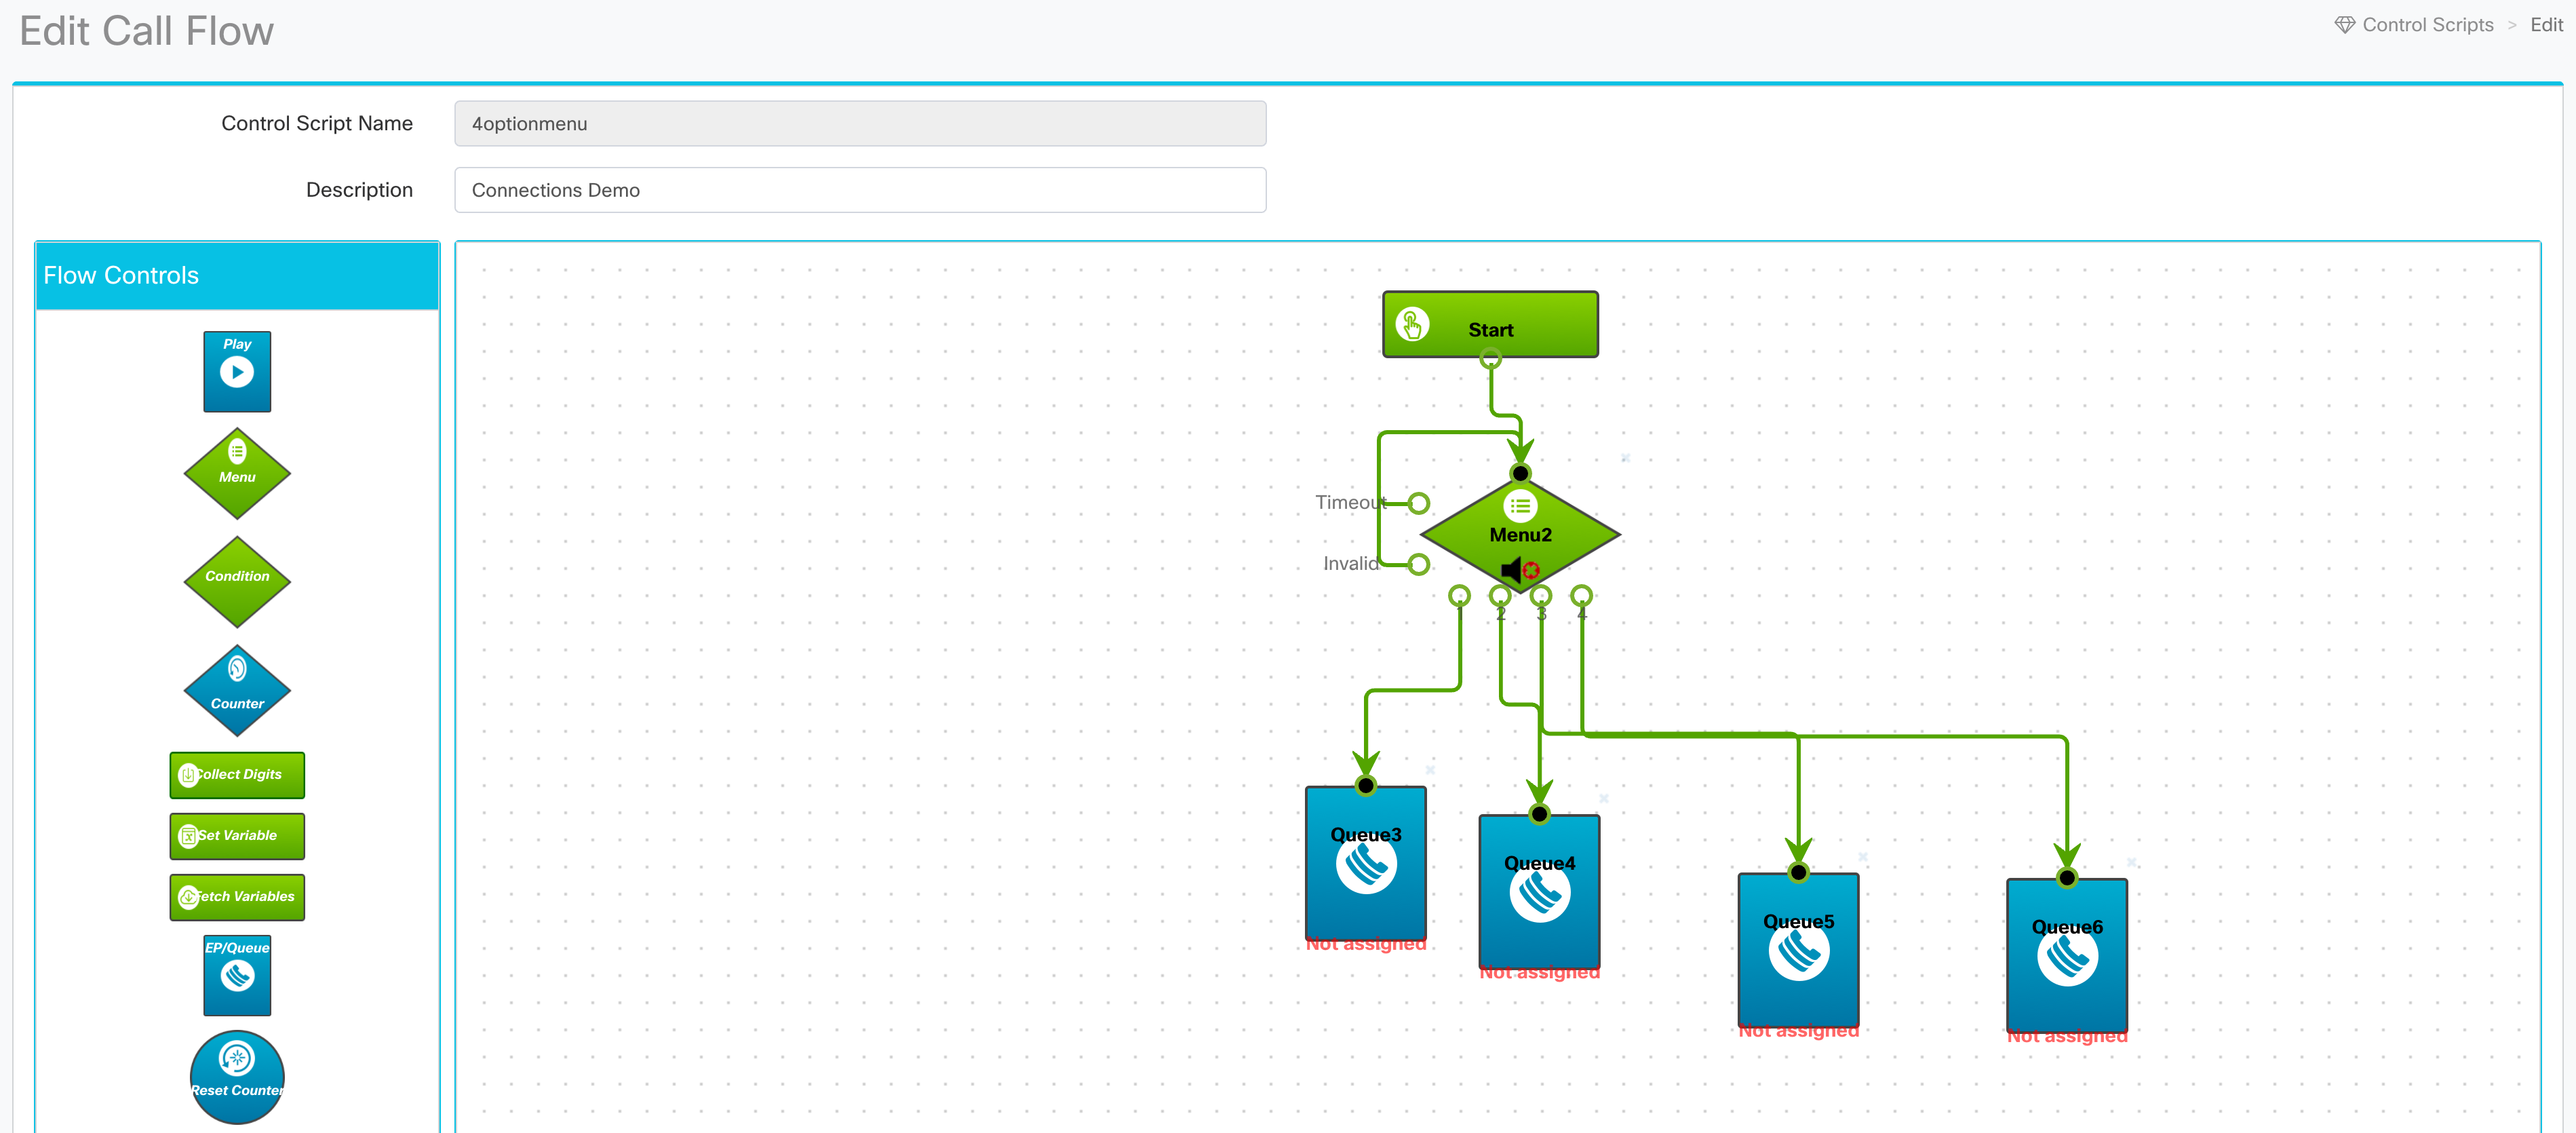 Edit Call Flow
Control Scripts > Edit
Control Script Name
4optionmenu
Description
Connections Demo
Flow Controls
Play
Menu
Condition
Counter
Collect Digits
Set Variable
Fetch Variables
EP/Queue
Reset Counter
Start
Timeout
Menu2
Invalid
1 2 3 4
Queue3
Not assigned
Queue4
Not assigned
Queue5
Not assigned
Queue6
Not assigned